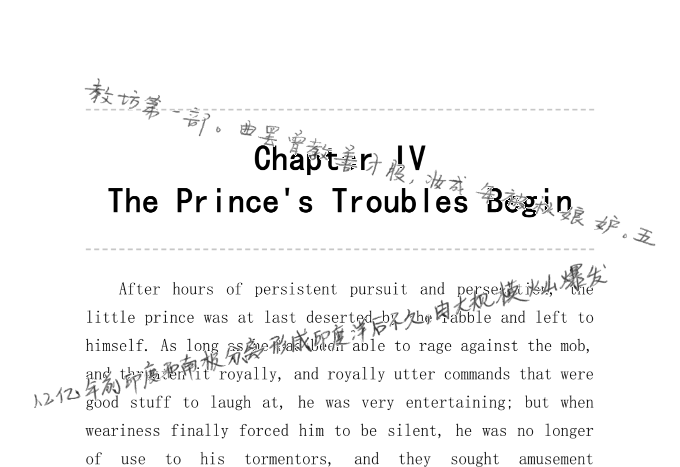 教坊第一部。曲罢曾教善才服，妆成每被秋娘妒。五
Chapter IV
The Prince's Troubles Begin
After hours of persistent pursuit and persecution, the
little prince was at last deserted by the rabble and left to
himself. As long as he had been able to rage against the mob,
and threaten it royally, and royally utter commands that were
good stuff to laugh at, he was very entertaining; but when
weariness finally forced him to be silent, he was no longer
of use to his tormentors, and they sought amusement
1.2亿年前印度西南板分离形成印度洋后不久，由大规模火山爆发